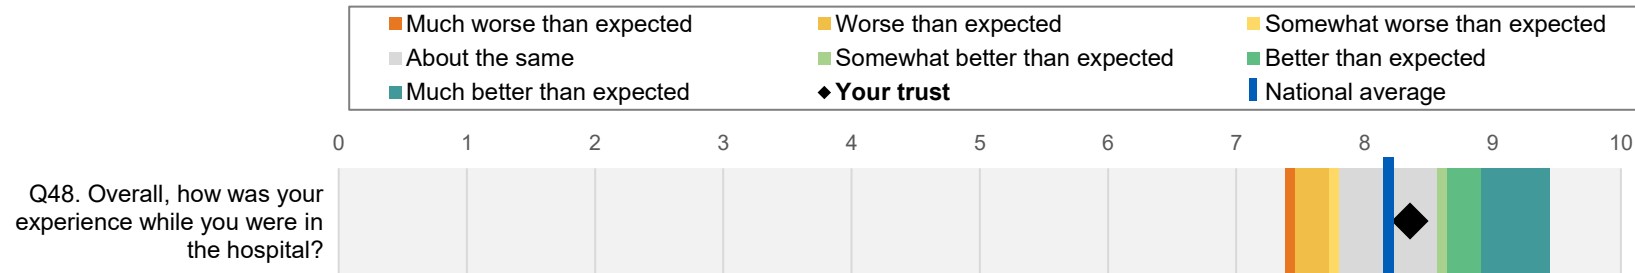 Much worse than expected
Worse than expected
Somewhat worse than expected
About the same
Somewhat better than expected
Better than expected
Much better than expected
Your trust
National average
0 1 2 3 4 5 6 7 8 9 10
Q48. Overall, how was your
experience while you were in
the hospital?